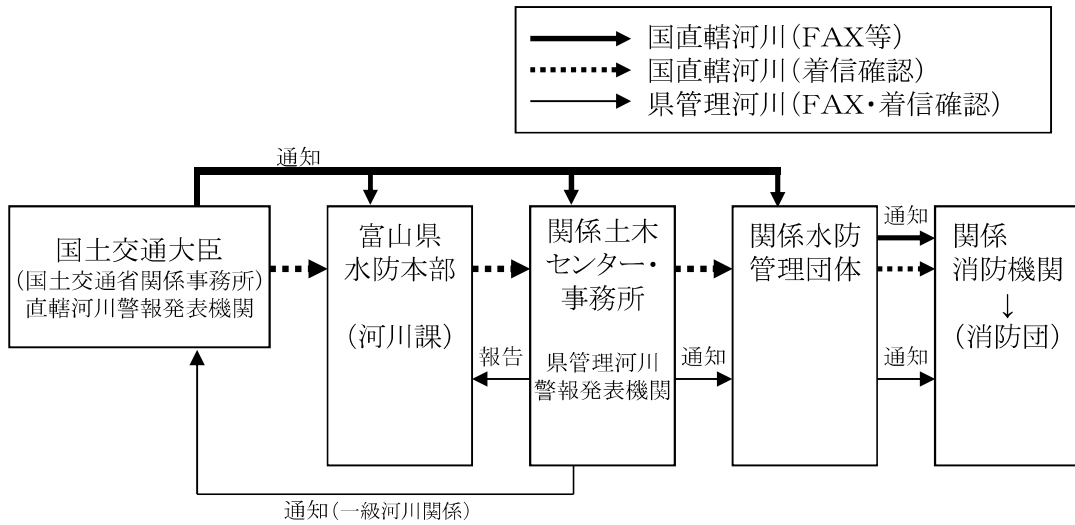 国直轄河川(FAX等)
国直轄河川(着信確認)
県管理河川(FAX・着信確認)
通知
国土交通大臣
(国土交通省関係事務所)
直轄河川警報発表機関
富山県
水防本部
(河川課)
関係土木
センター・
事務所
県管理河川
警報発表機関
関係水防
管理団体
通知
関係
消防機関
↓
(消防団)
報告
通知
通知
通知(一級河川関係)